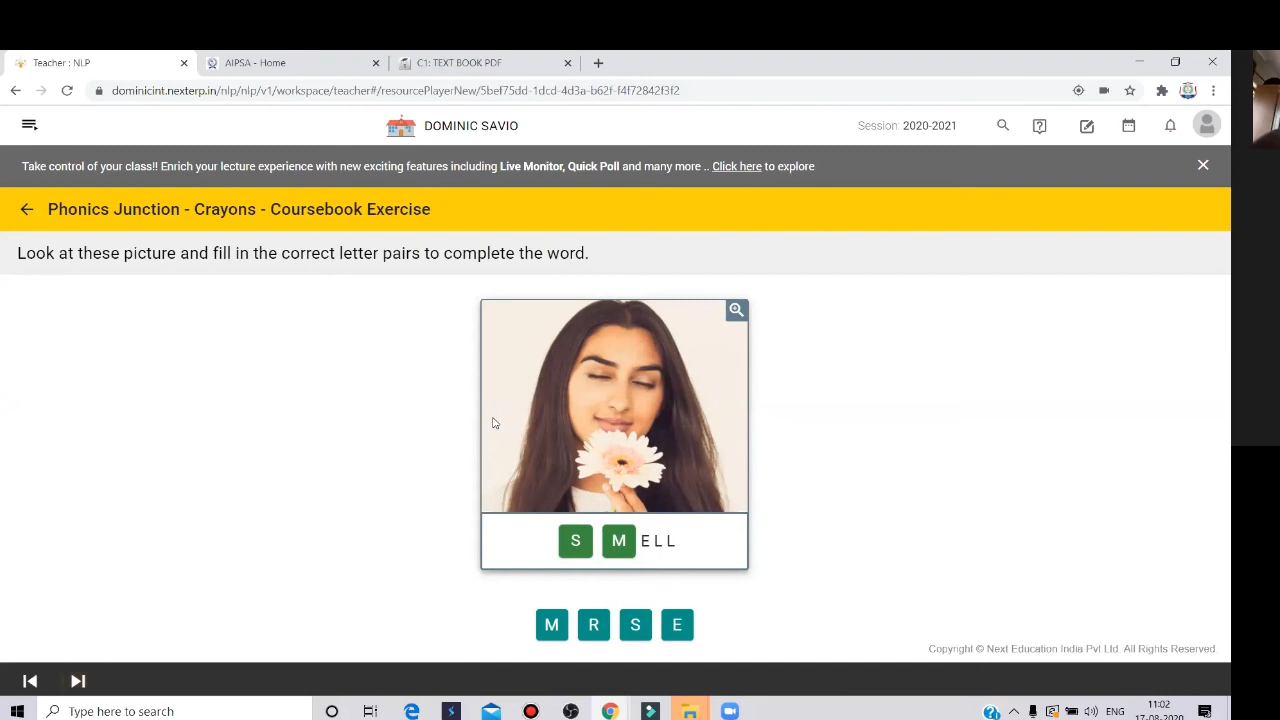 Teacher : NLP
AIPSA - Home
C1: TEXT BOOK PDF
dominicint.nexterp.in/nlp/nlp/v1/workspace/teacher#/resourcePlayerNew/5bef75dd-1dcd-4d3a-b62f-f4f72842f3f2
DOMINIC SAVIO
Session: 2020-2021
Take control of your class!! Enrich your lecture experience with new exciting features including Live Monitor, Quick Poll and many more .. Click here to explore
Phonics Junction - Crayons - Coursebook Exercise
Look at these picture and fill in the correct letter pairs to complete the word.
S M E L L
M R S E
Copyright © Next Education India Pvt Ltd. All Rights Reserved.
Type here to search
ENG
11:02
17-08-2020